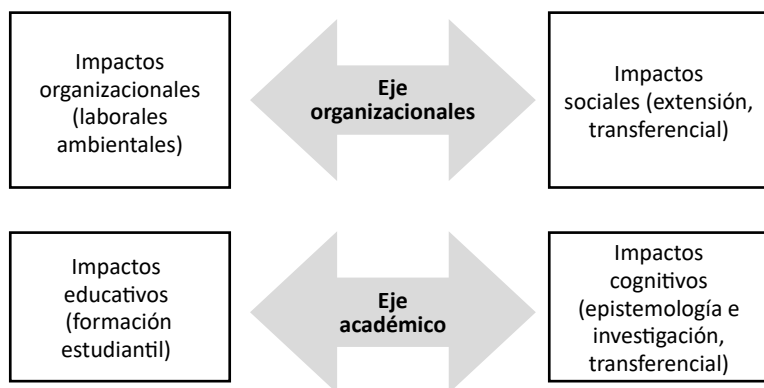 Impactos
organizacionales
(laborales
ambientales)
Eje
organizacionales
Impactos
sociales (extensión,
transferencial)
Impactos
educativos
(formación
estudiantil)
Eje
académico
Impactos
cognitivos
(epistemología e
investigación,
transferencial)